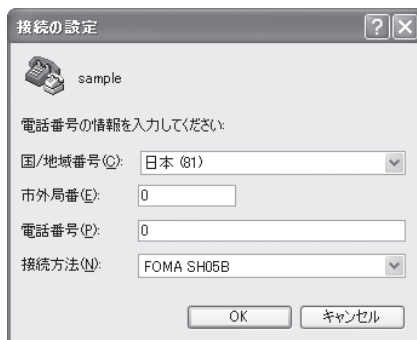 接続の設定
sample
電話番号の情報を入力してください:
国/地域番号(C): 日本 (81)
市外局番(E): 0
電話番号(P): 0
接続方法(N): FOMA SH05B
OK キャンセル